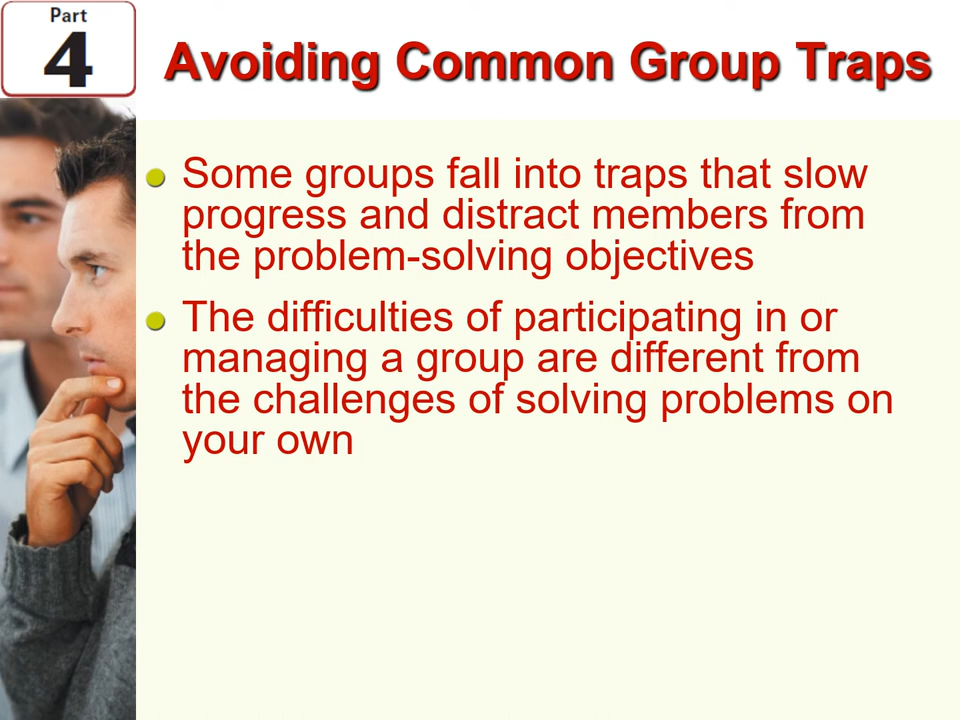 Part
4
Avoiding Common Group Traps
Some groups fall into traps that slow
progress and distract members from
the problem-solving objectives
The difficulties of participating in or
managing a group are different from
the challenges of solving problems on
your own